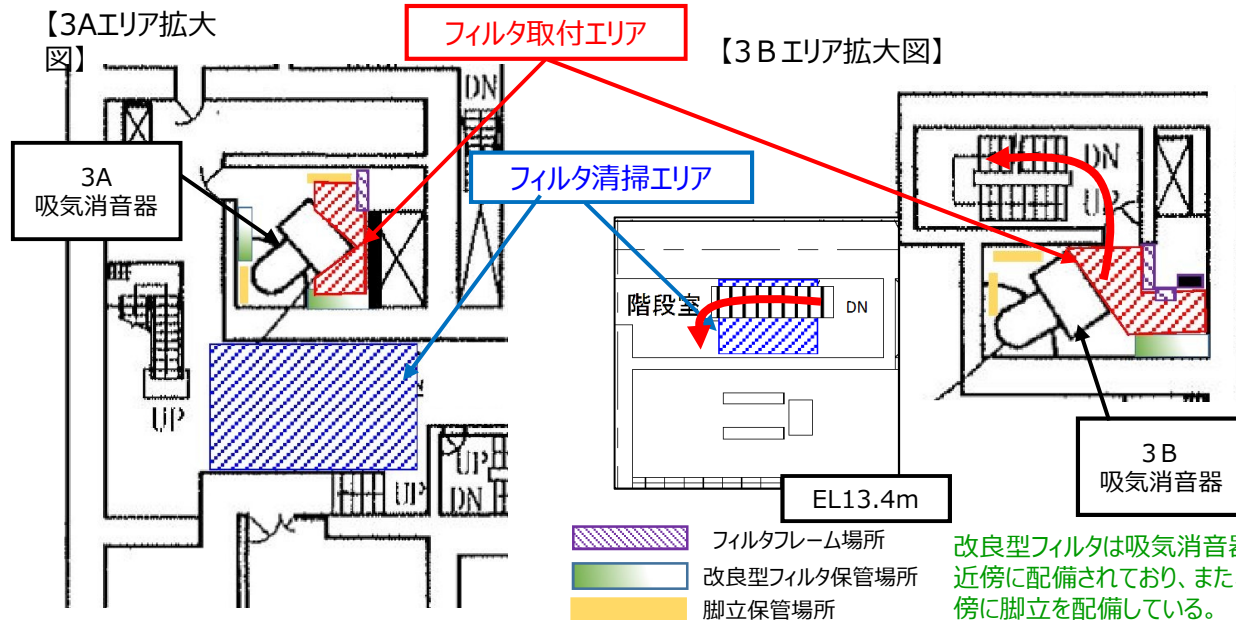 【3Aエリア拡大
図】
フィルタ取付エリア
【3Bエリア拡大図】
DN
3A
吸気消音器
フィルタ清掃エリア
DN
UP
階段室
DN
UP
UP
DN
UP
EL13.4m
3B
吸気消音器
フィルタフレーム場所
改良型フィルタ保管場所
脚立保管場所
改良型フィルタは吸気消音器
近傍に配備されており、また
傍に脚立を配備している。